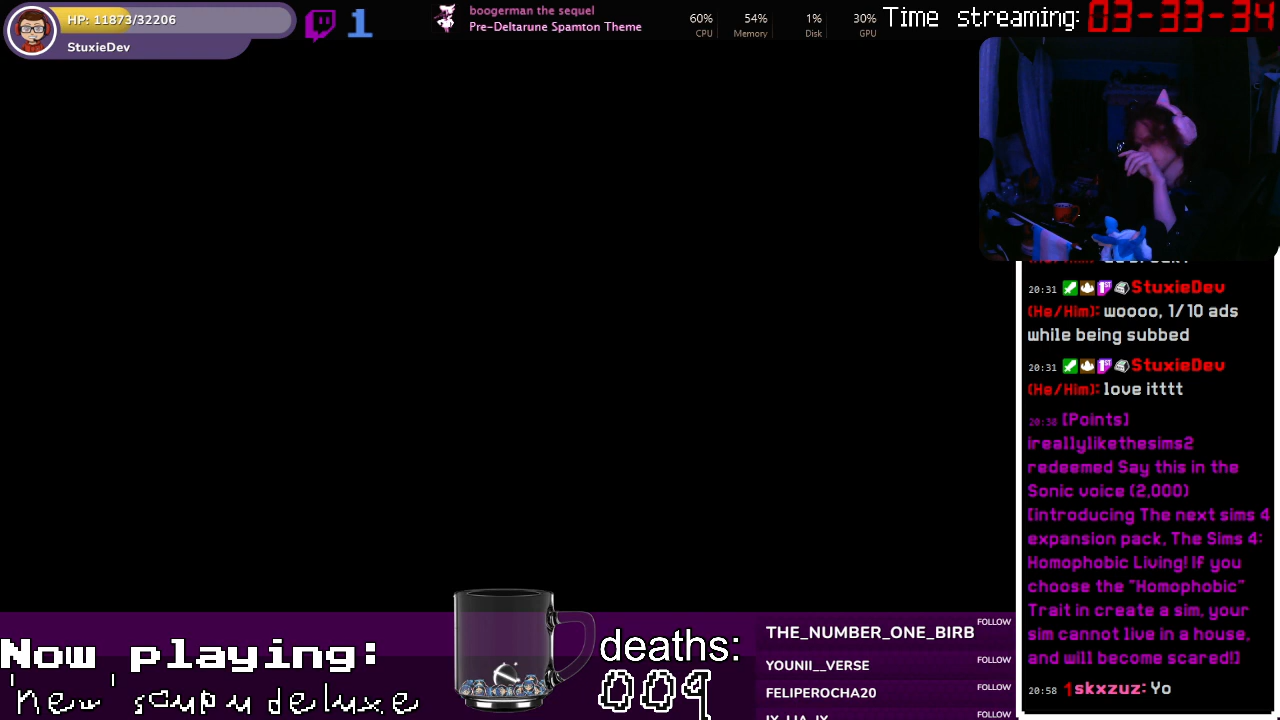 HP: 11873/32206
StuxieDev
1
boogerman the sequel
Pre-Deltarune Spamton Theme
60% 54% 1% 30%
CPU Memory Disk GPU
Time streaming: 03-33-34
20:31 StuxieDev
(He/Him): woooo, 1/10 ads
while being subbed
20:31 StuxieDev
(He/Him): love itttt
20:38 [Points]
ireallylikethesims2
redeemed Say this in the
Sonic voice (2,000)
[introducing The next sims 4
expansion pack, The Sims 4:
Homophobic Living! If you
choose the "Homophobic"
Trait in create a sim, your
sim cannot live in a house,
and will become scared!]
20:58 skxzuz: Yo
Now playing:
'new' soup u deluxe
deaths:
009
THE_NUMBER_ONE_BIRB FOLLOW
YOUNII__VERSE FOLLOW
FELIPEROCHA20 FOLLOW
FOLLOW